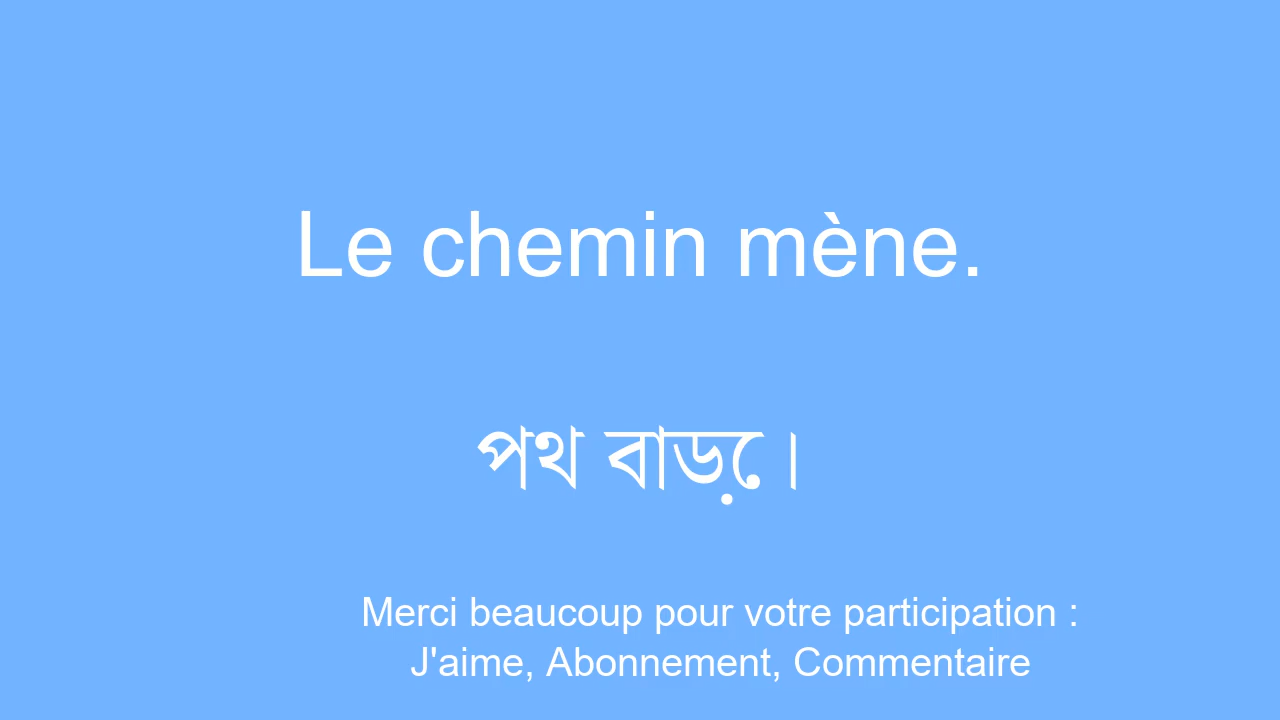 Le chemin mène.
পথ বাড়ে।
Merci beaucoup pour votre participation :
J'aime, Abonnement, Commentaire